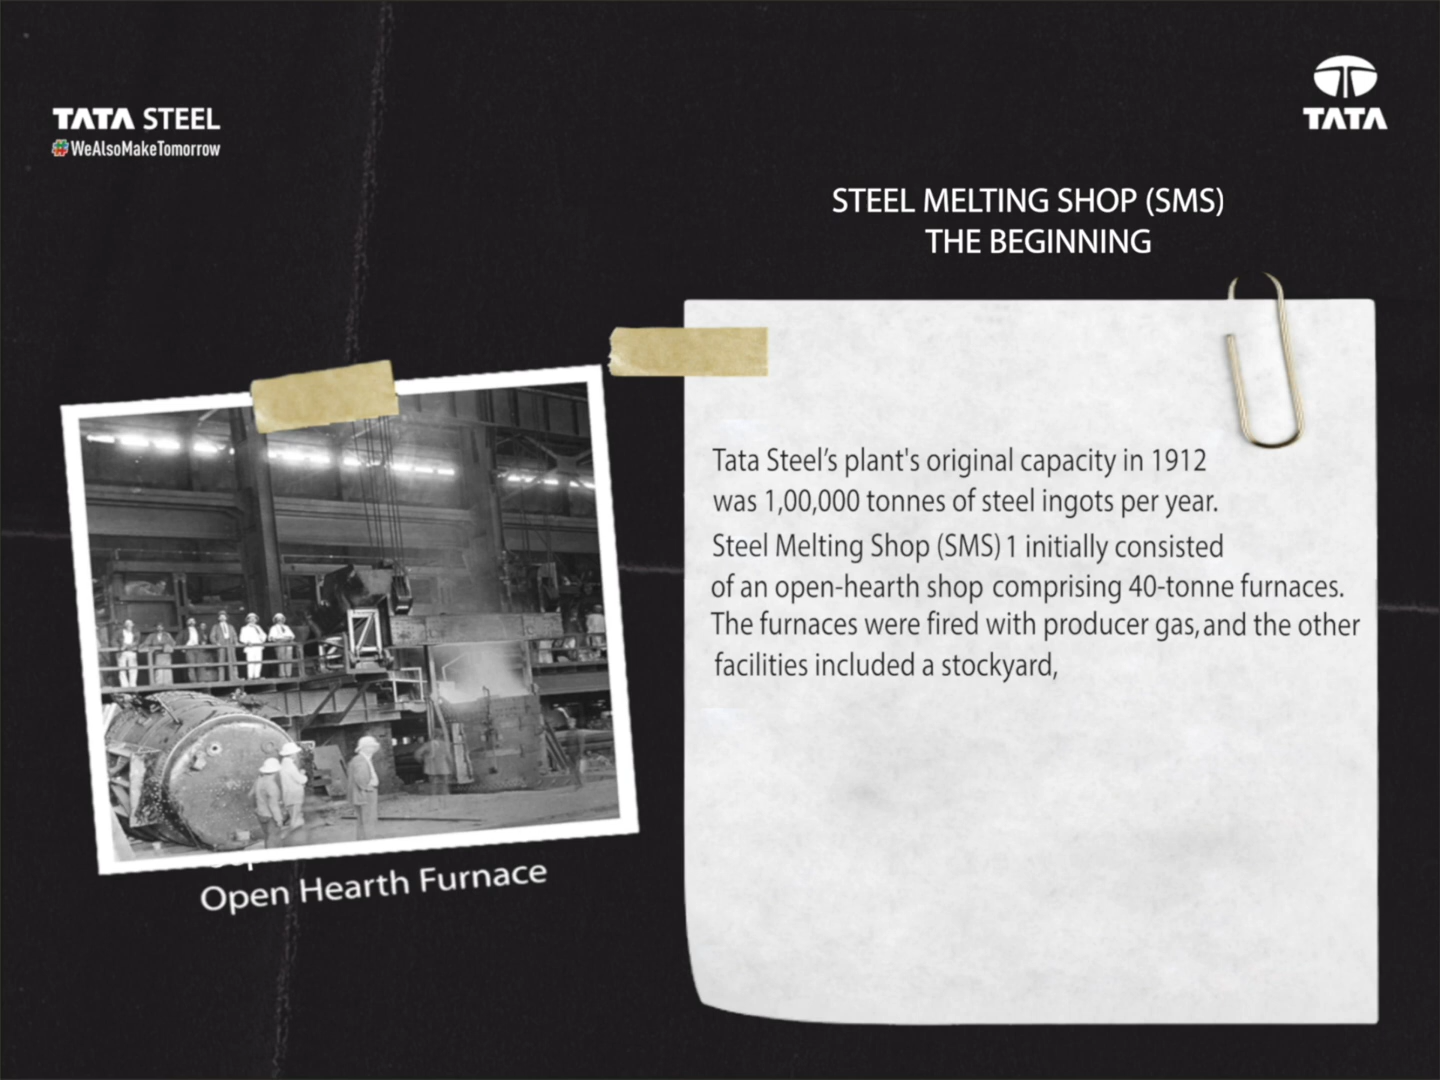 TATA STEEL
#WeAlsoMakeTomorrow
TATA
STEEL MELTING SHOP (SMS)
THE BEGINNING
Tata Steel’s plant's original capacity in 1912
was 1,00,000 tonnes of steel ingots per year.
Steel Melting Shop (SMS) 1 initially consisted
of an open-hearth shop comprising 40-tonne furnaces.
The furnaces were fired with producer gas, and the other
facilities included a stockyard,
Open Hearth Furnace